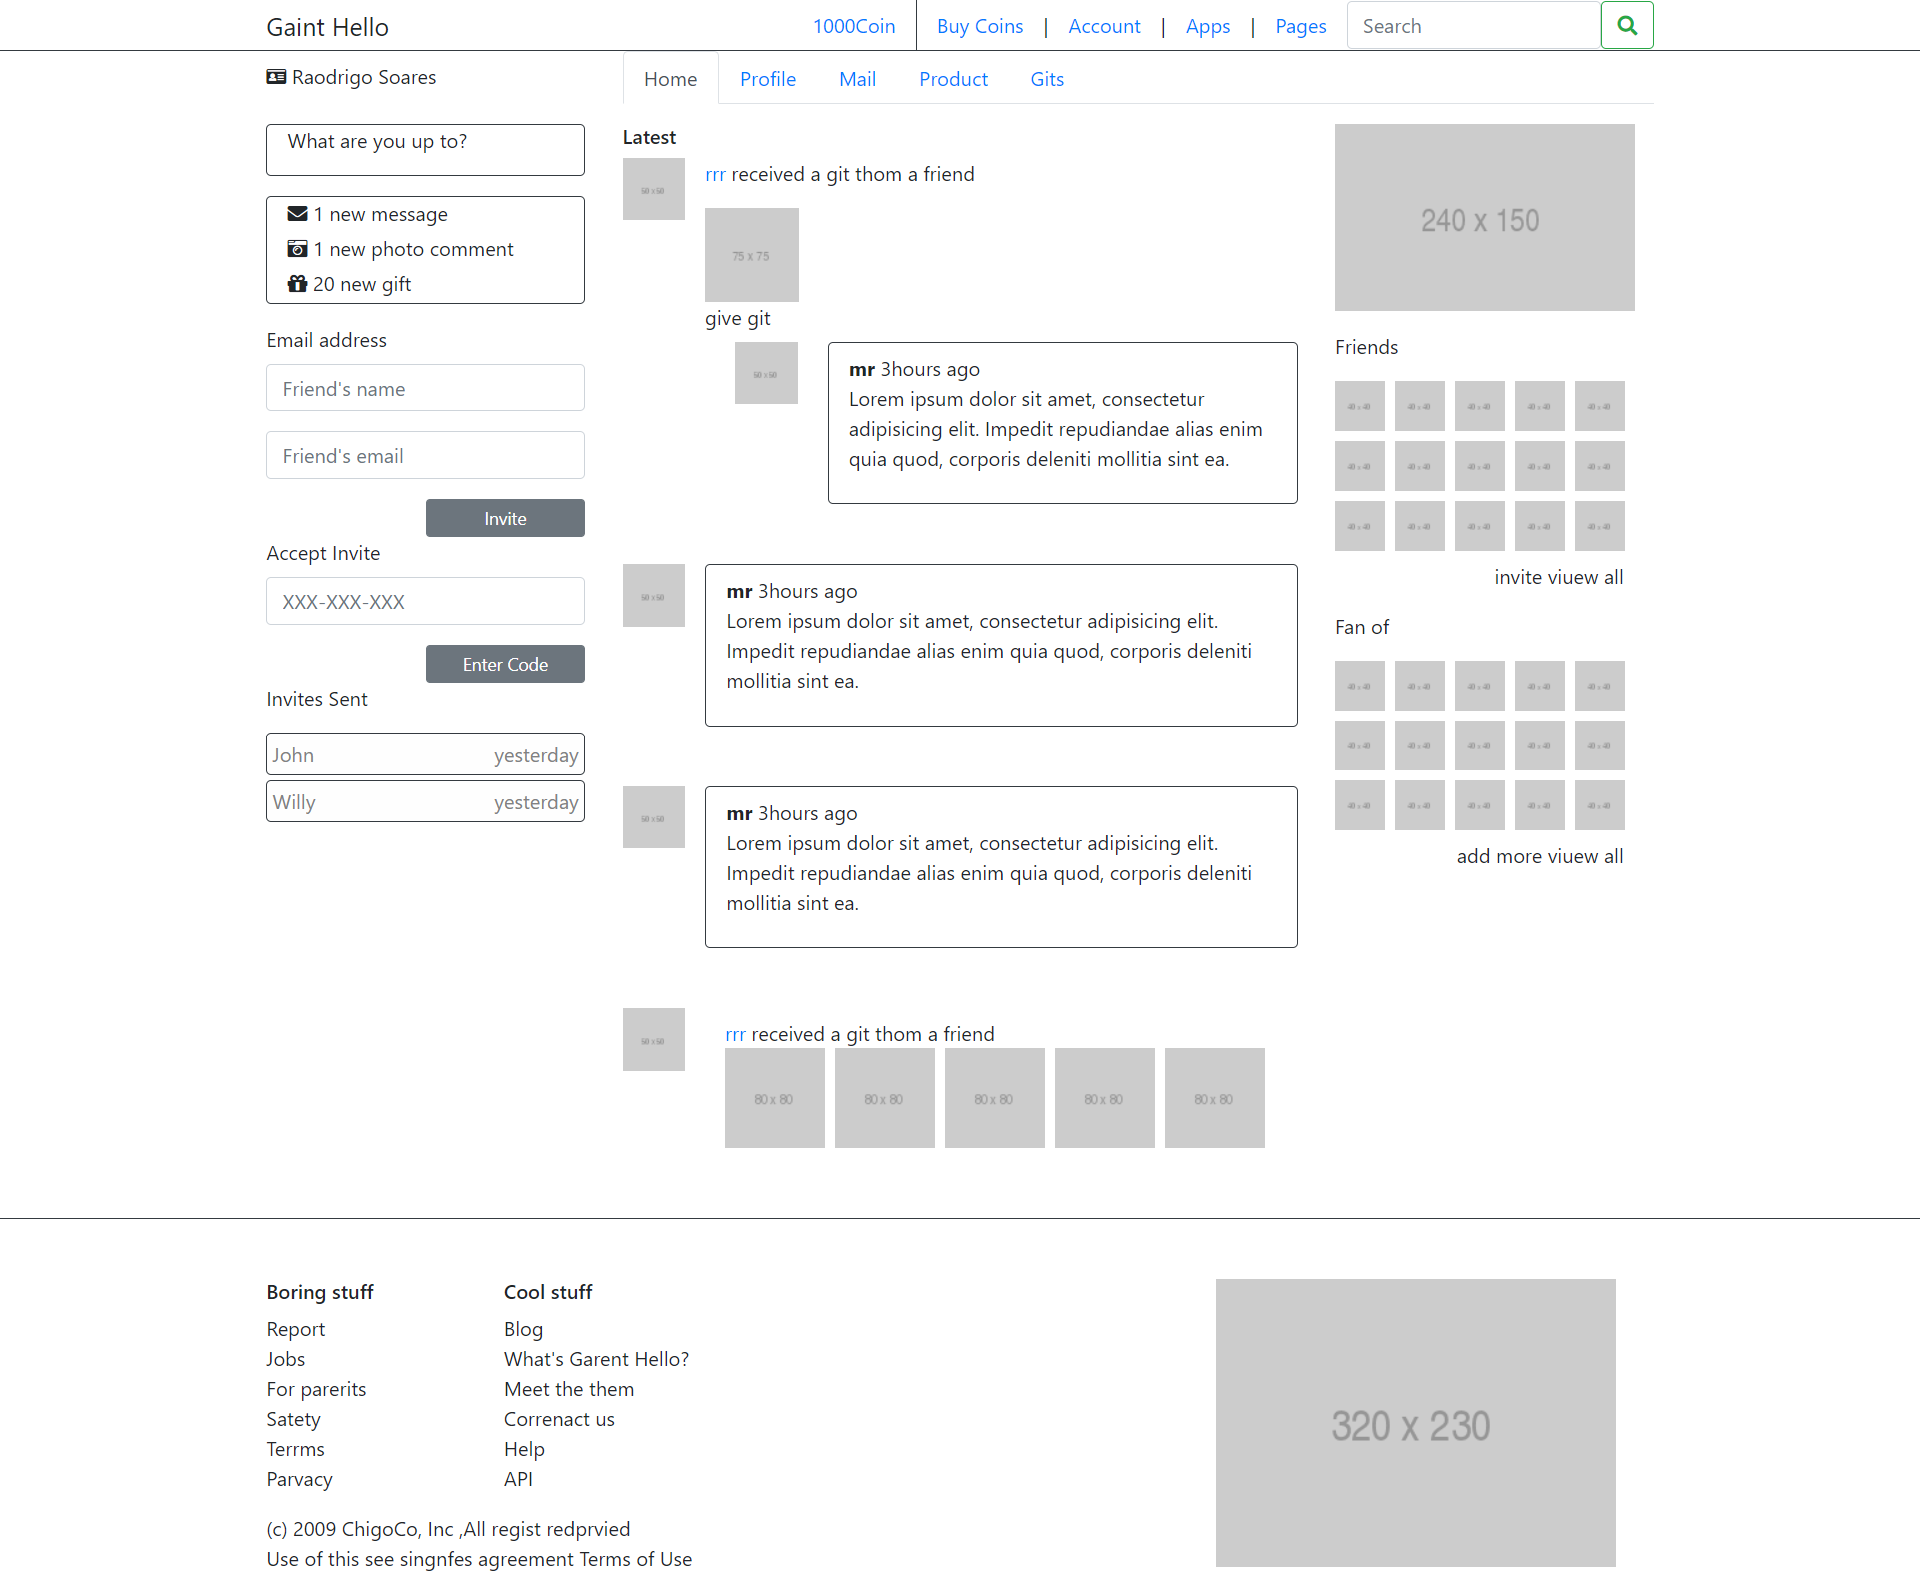 Gaint Hello
1000Coin
Buy Coins | Account | Apps | Pages
Search
Raodrigo Soares
Home Profile Mail Product Gits
What are you up to?
1 new message
1 new photo comment
20 new gift
Email address
Friend's name
Friend's email
Invite
Accept Invite
XXX-XXX-XXX
Enter Code
Invites Sent
John yesterday
Willy yesterday
Latest
50 x 50
rrr received a git thom a friend
75 x 75
give git
50 x 50
mr 3hours ago
Lorem ipsum dolor sit amet, consectetur
adipisicing elit. Impedit repudiandae alias enim
quia quod, corporis deleniti mollitia sint ea.
50 x 50
mr 3hours ago
Lorem ipsum dolor sit amet, consectetur adipisicing elit.
Impedit repudiandae alias enim quia quod, corporis deleniti
mollitia sint ea.
50 x 50
mr 3hours ago
Lorem ipsum dolor sit amet, consectetur adipisicing elit.
Impedit repudiandae alias enim quia quod, corporis deleniti
mollitia sint ea.
50 x 50
rrr received a git thom a friend
80 x 80 80 x 80 80 x 80 80 x 80 80 x 80
240 x 150
Friends
40 x 40 40 x 40 40 x 40 40 x 40 40 x 40
40 x 40 40 x 40 40 x 40 40 x 40 40 x 40
40 x 40 40 x 40 40 x 40 40 x 40 40 x 40
invite viuew all
Fan of
40 x 40 40 x 40 40 x 40 40 x 40 40 x 40
40 x 40 40 x 40 40 x 40 40 x 40 40 x 40
40 x 40 40 x 40 40 x 40 40 x 40 40 x 40
add more viuew all
Boring stuff
Report
Jobs
For parerits
Satety
Terrms
Parvacy
Cool stuff
Blog
What's Garent Hello?
Meet the them
Correnact us
Help
API
(c) 2009 ChigoCo, Inc ,All regist redprvied
Use of this see singnfes agreement Terms of Use
320 x 230